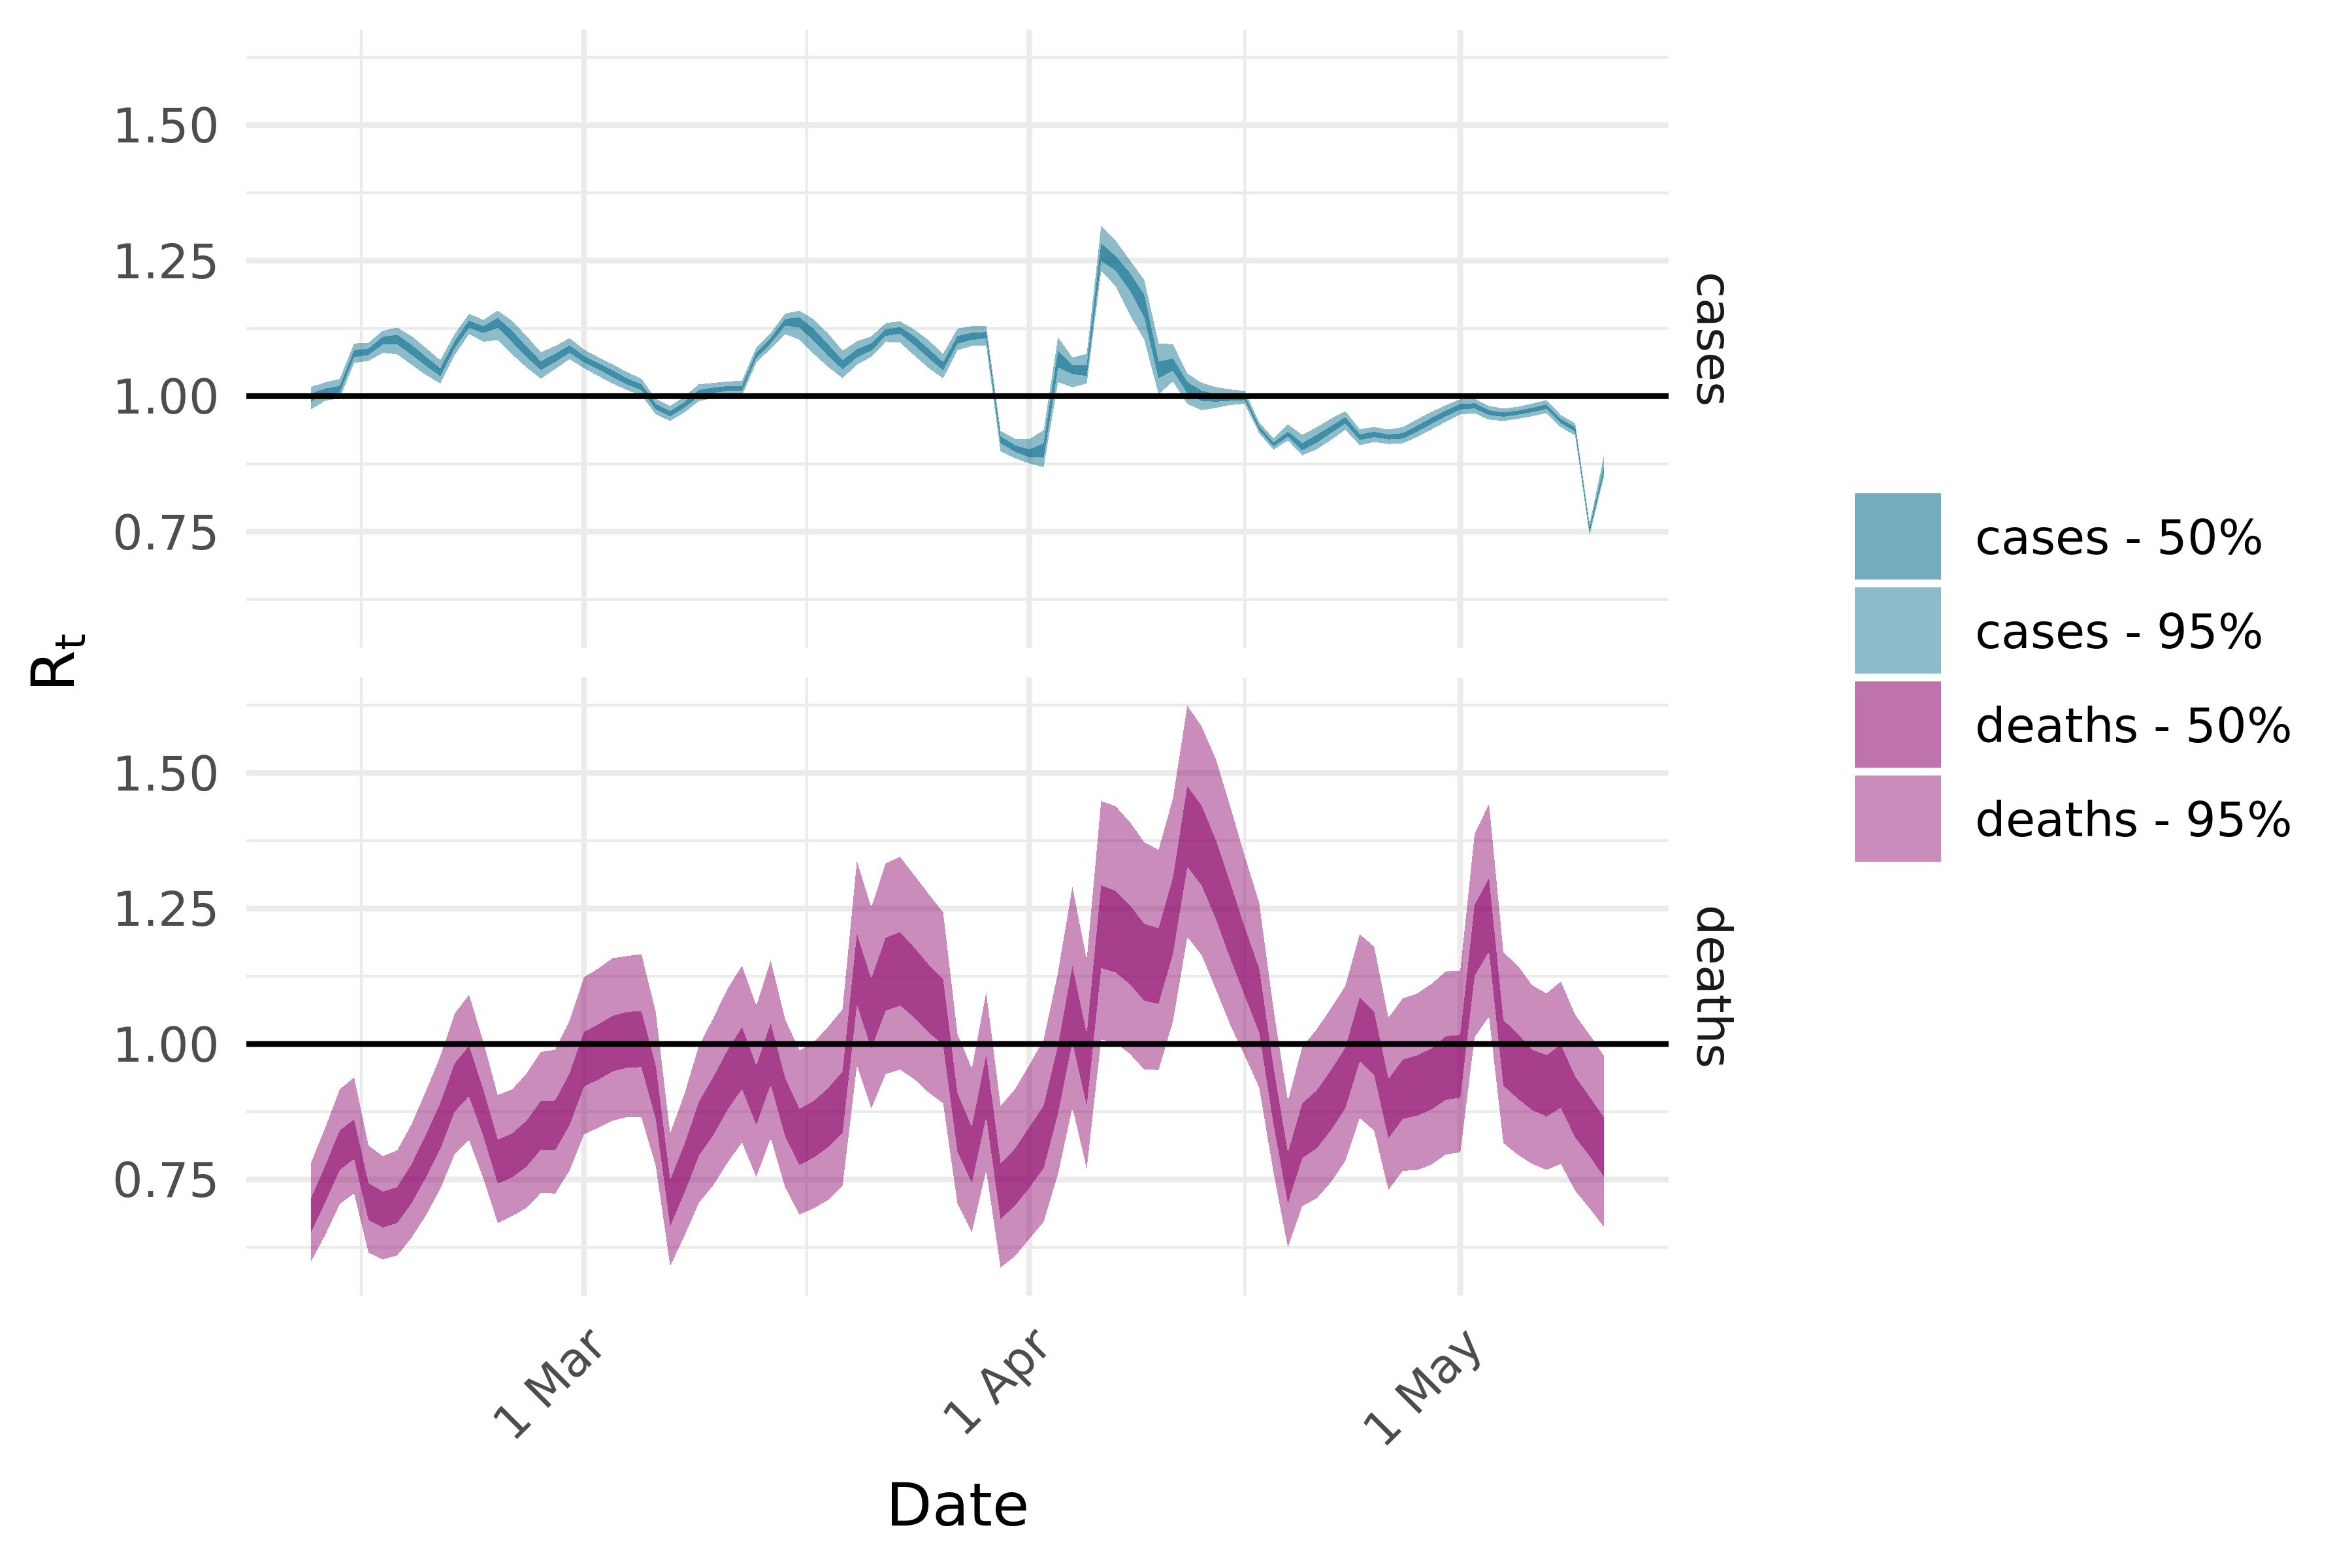 1.50
1.25
1.00
0.75
cases
R_t
1.50
1.25
1.00
0.75
deaths
1 Mar
1 Apr
1 May
Date
cases - 50%
cases - 95%
deaths - 50%
deaths - 95%